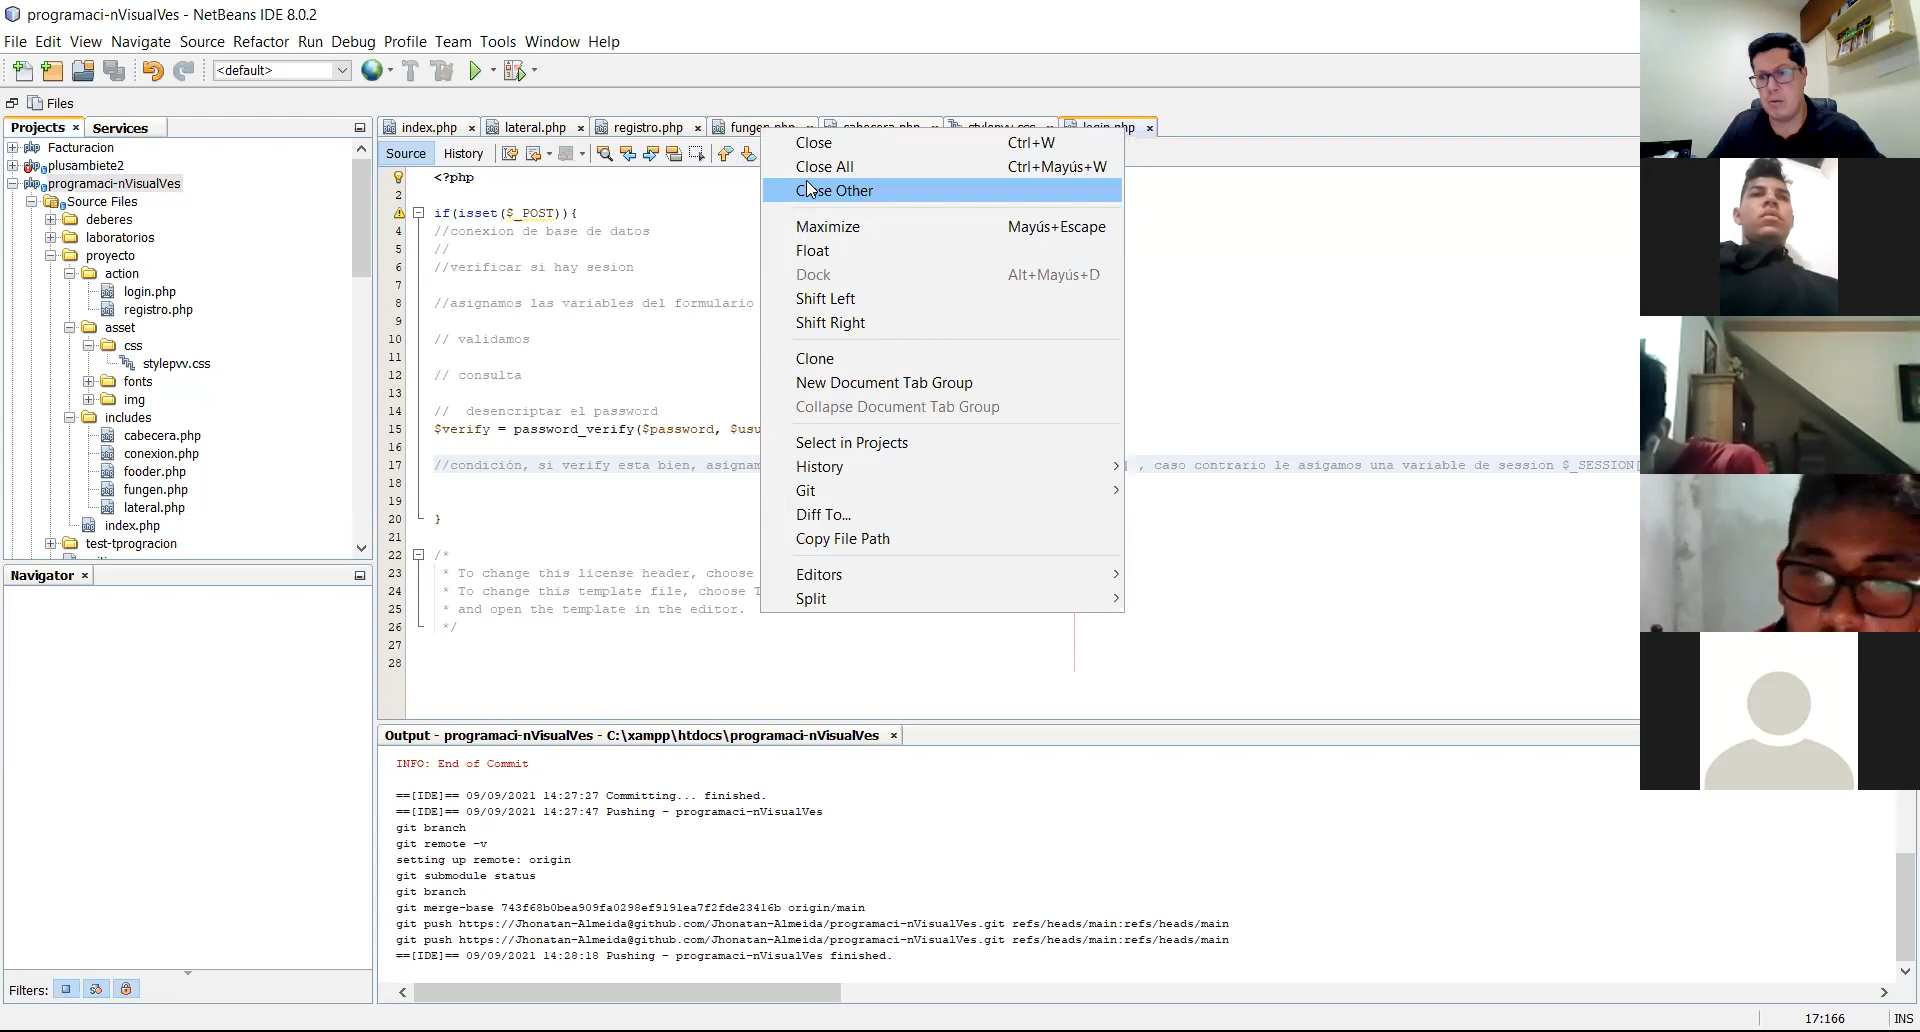 programaci-nVisualVes - NetBeans IDE 8.0.2
File Edit View Navigate Source Refactor Run Debug Profile Team Tools Window Help
<default>
Files
Projects Services
Facturacion
plusambiete2
programaci-nVisualVes
Source Files
deberes
laboratorios
proyecto
action
login.php
registro.php
asset
css
stylepvv.css
fonts
img
includes
cabecera.php
conexion.php
fooder.php
fungen.php
lateral.php
index.php
test-tprogracion
Navigator
Filters:
index.php lateral.php registro.php fungen.php cabecera.php stylepvv.css login.php
Source History
<?php
2
if(isset($_POST)){
4 //conexion de base de datos
5 //
6 //verificar si hay sesion
7
8 //asignamos las variables del formulario
9
10 // validamos
11
12 // consulta
13
14 // desencriptar el password
15 $verify = password_verify($password, $usu
16
17 //condición, si verify esta bien, asignam , caso contrario le asigamos una variable de session $_SESSION[
18
19
20 }
21
22 /*
23 * To change this license header, choose
24 * To change this template file, choose T
25 * and open the template in the editor.
26 */
27
28
Close Ctrl+W
Close All Ctrl+Mayús+W
Close Other
Maximize Mayús+Escape
Float
Dock Alt+Mayús+D
Shift Left
Shift Right
Clone
New Document Tab Group
Collapse Document Tab Group
Select in Projects
History
Git
Diff To...
Copy File Path
Editors
Split
Output - programaci-nVisualVes - C:\xampp\htdocs\programaci-nVisualVes
INFO: End of Commit
==[IDE]== 09/09/2021 14:27:27 Committing... finished.
==[IDE]== 09/09/2021 14:27:47 Pushing - programaci-nVisualVes
git branch
git remote -v
setting up remote: origin
git submodule status
git branch
git merge-base 743f68b0bea909fa0298ef9191ea7f2fde23416b origin/main
git push https://Jhonatan-Almeida@github.com/Jhonatan-Almeida/programaci-nVisualVes.git refs/heads/main:refs/heads/main
git push https://Jhonatan-Almeida@github.com/Jhonatan-Almeida/programaci-nVisualVes.git refs/heads/main:refs/heads/main
==[IDE]== 09/09/2021 14:28:18 Pushing - programaci-nVisualVes finished.
17:166 INS